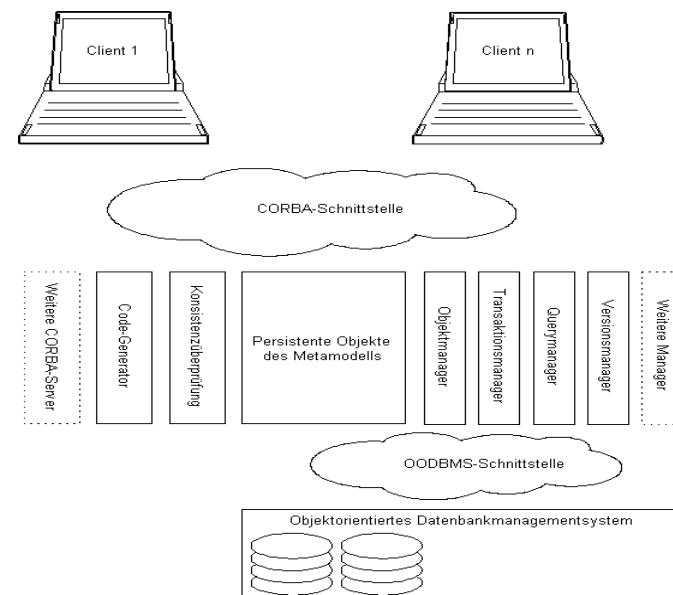 Client 1
Client n
CORBA-Schnittstelle
Weitere CORBA-Server
Code-Generator
Konsistenzüberprüfung
Persistente Objekte
des Metamodells
Objektmanager
Transaktionsmanager
Querymanager
Versionsmanager
Weitere Manager
OODBMS-Schnittstelle
Objektorientiertes Datenbankmanagementsystem